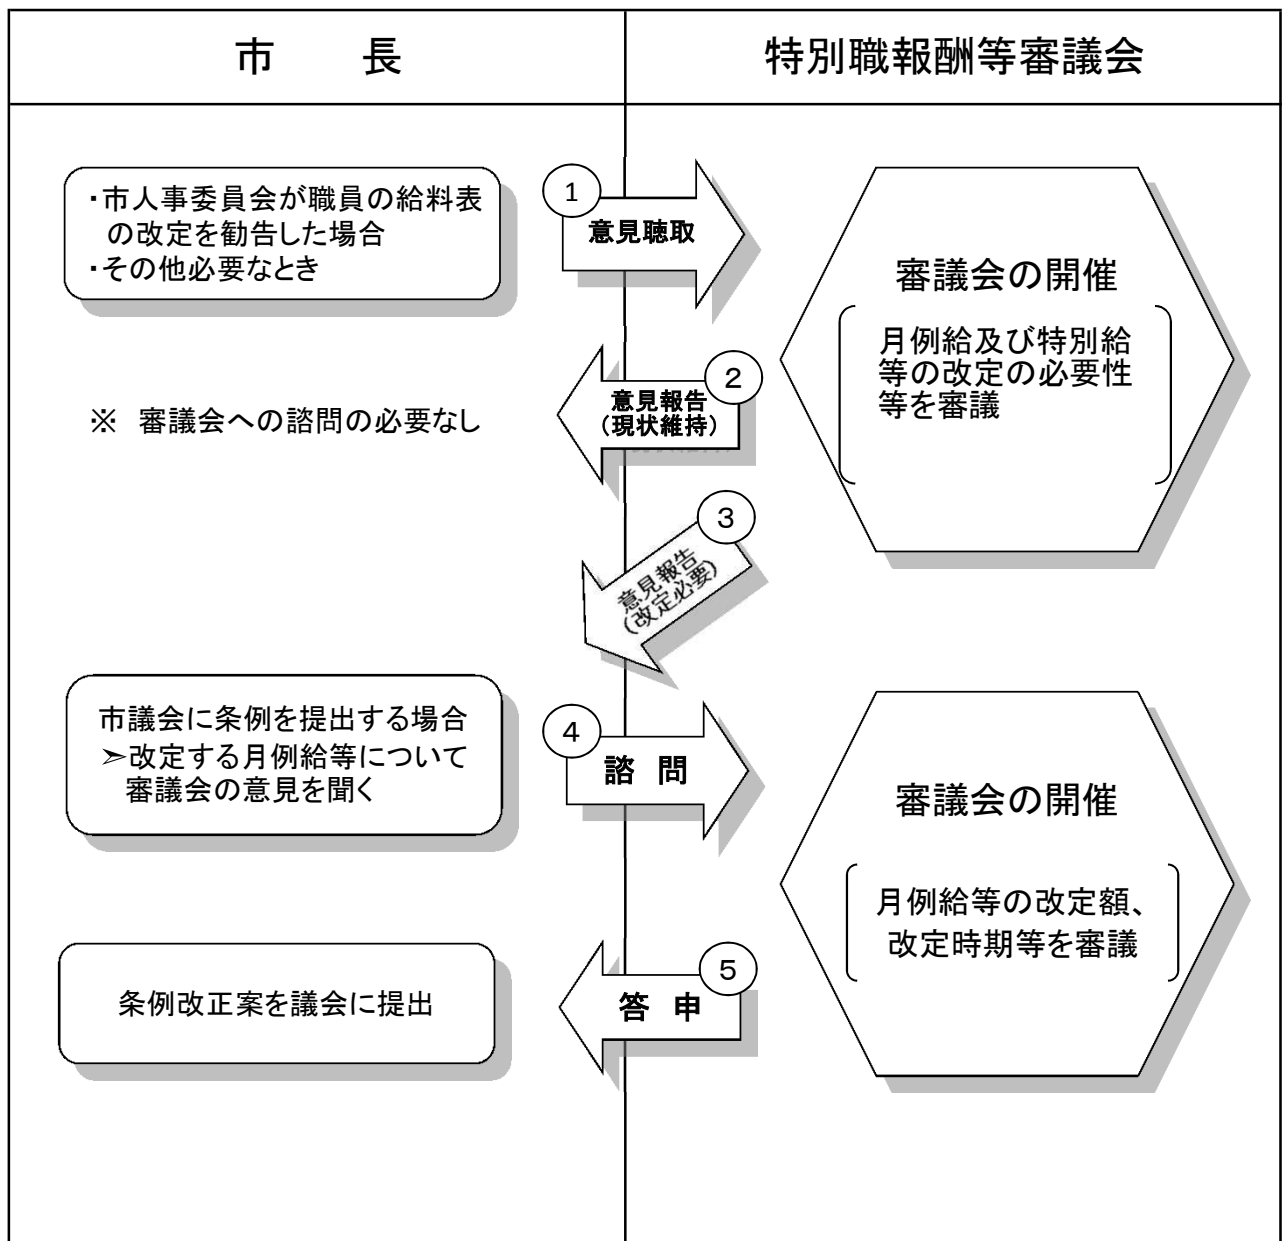 市　　長
特別職報酬等審議会
・市人事委員会が職員の給料表
の改定を勧告した場合
・その他必要なとき
1
意見聴取
審議会の開催
月例給及び特別給
等の改定の必要性
等を審議
2
意見報告
（現状維持）
※　審議会への諮問の必要なし
3
意見報告
（改定必要）
市議会に条例を提出する場合
➣改定する月例給等について
審議会の意見を聞く
4
諮　問
審議会の開催
月例給等の改定額、
改定時期等を審議
5
答　申
条例改正案を議会に提出